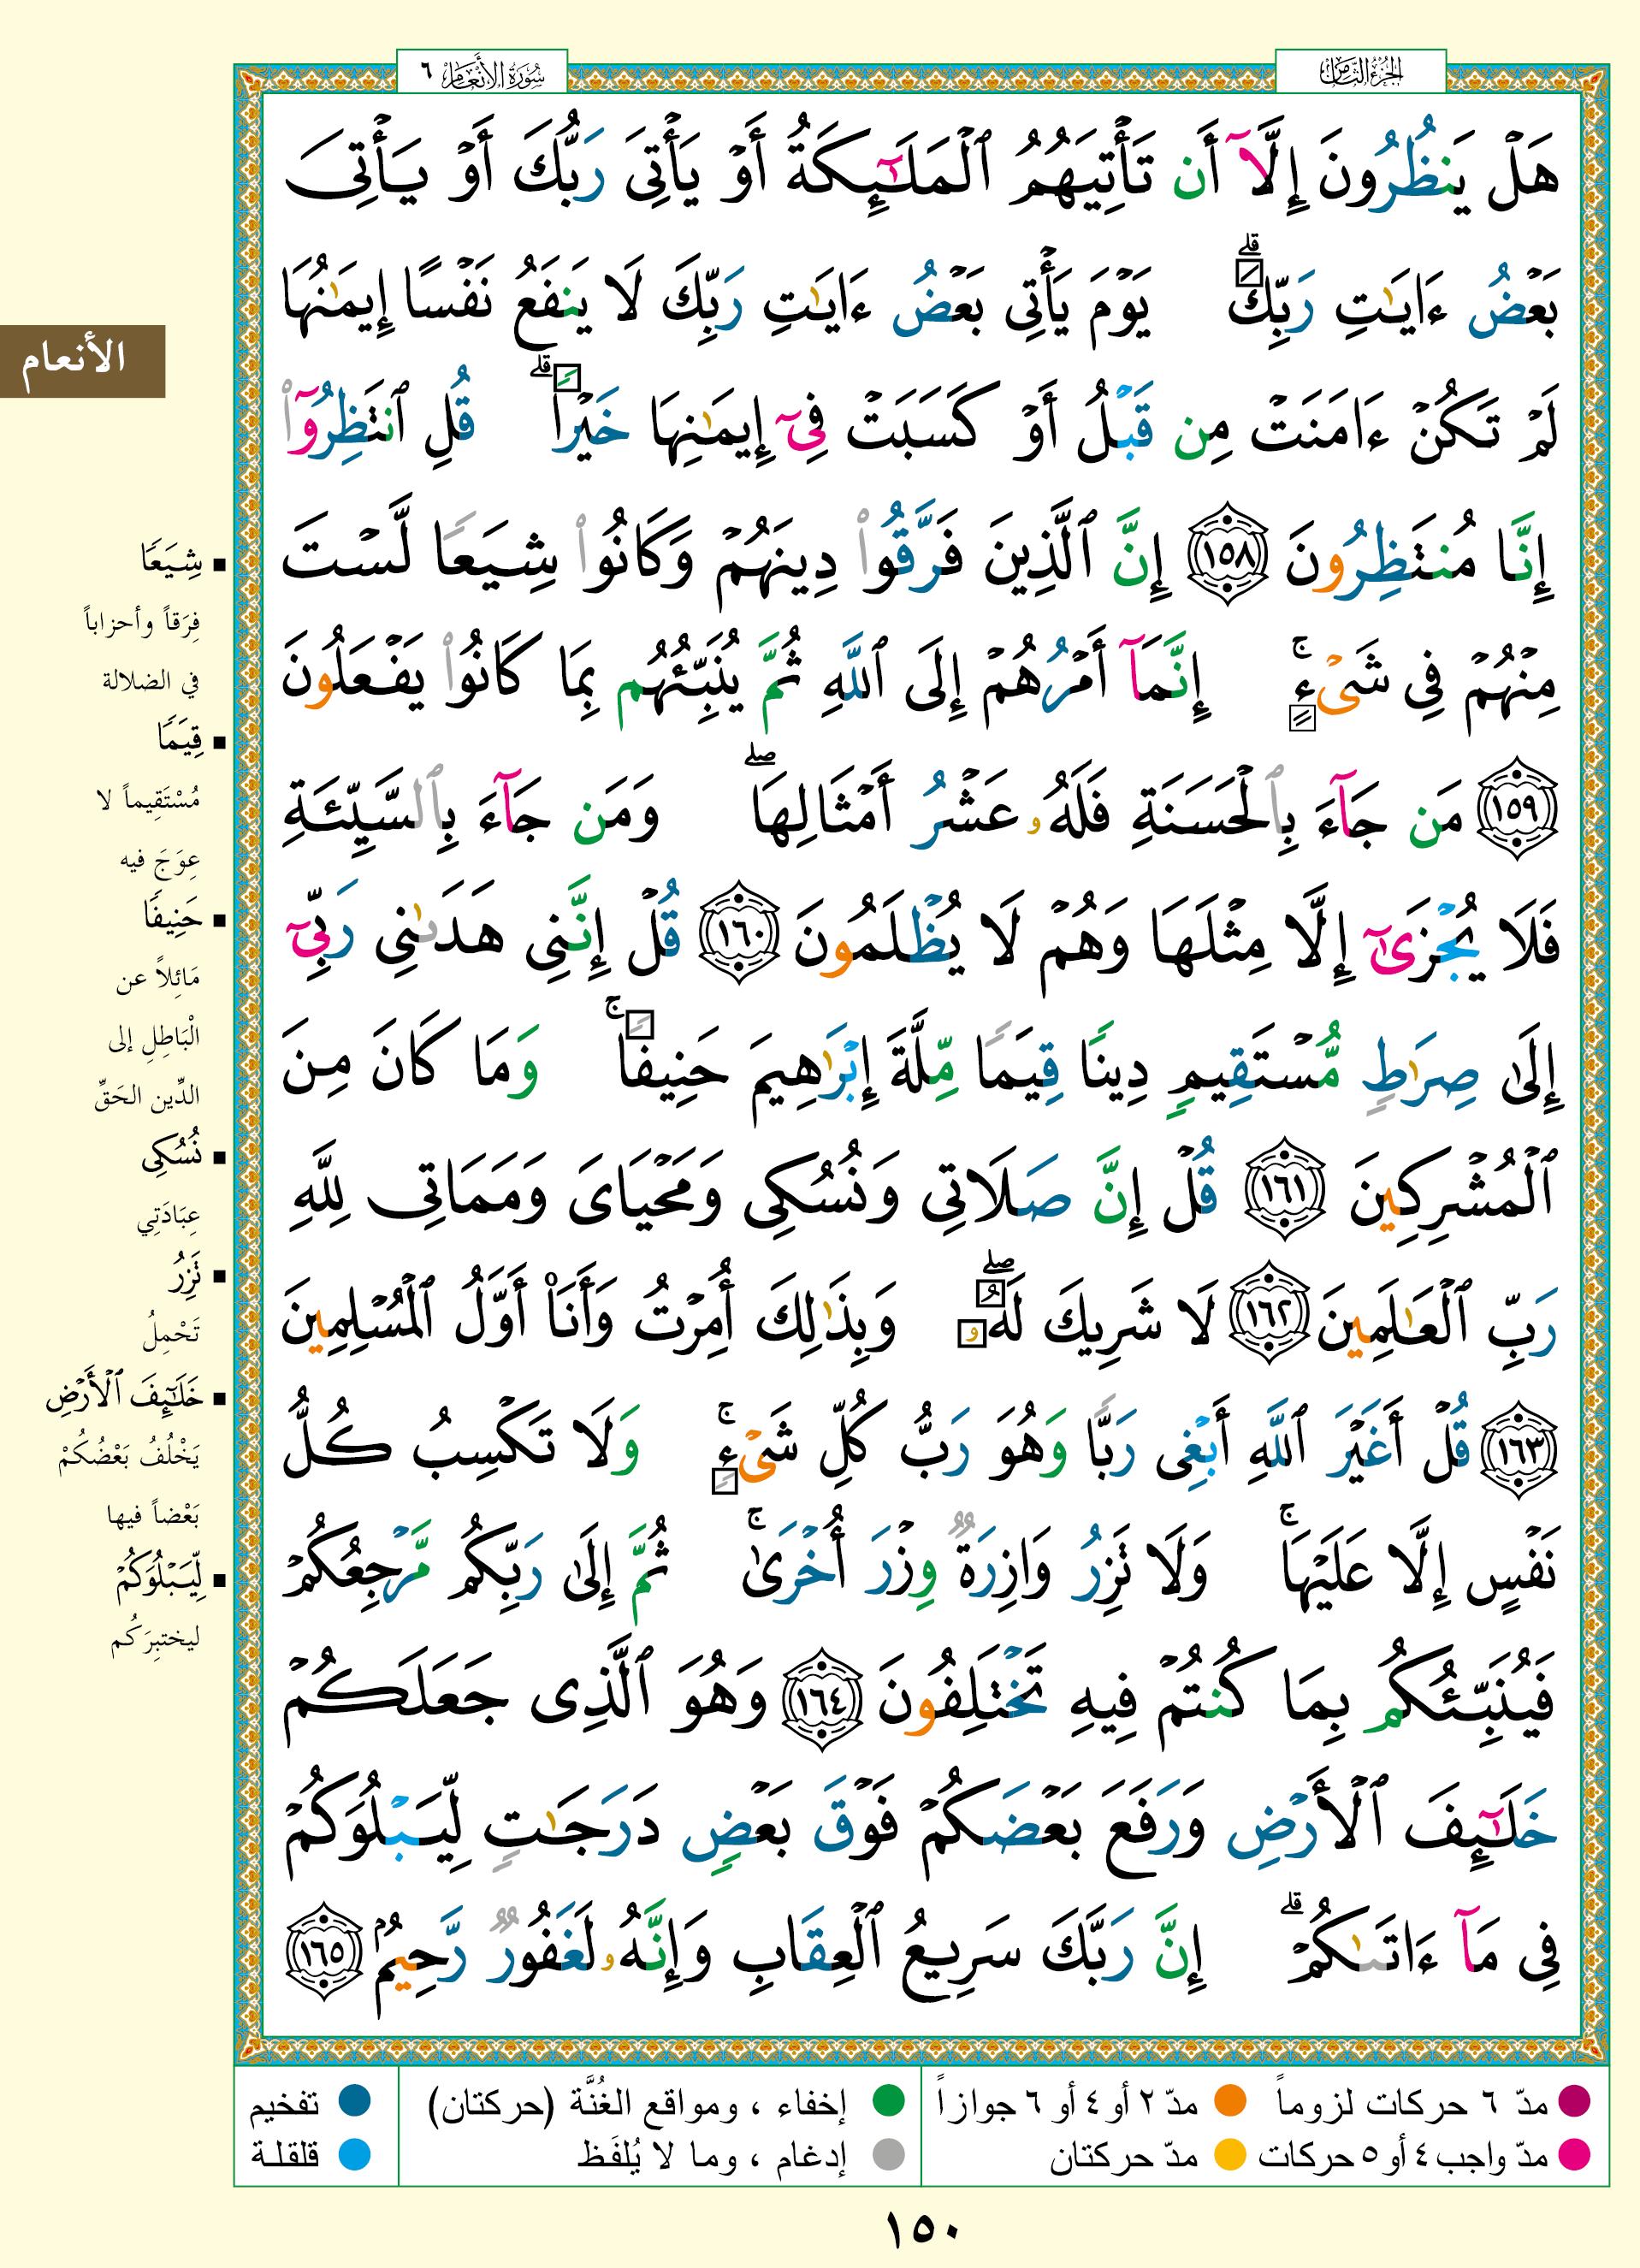 الجزء الثامن
سورة الأنعام ٦
هَلْ يَنظُرُونَ إِلَّآ أَن تَأْتِيَهُمُ ٱلْمَلَـٰٓئِكَةُ أَوْ يَأْتِىَ رَبُّكَ أَوْ يَأْتِىَ
بَعْضُ ءَايَـٰتِ رَبِّكَ ۗ يَوْمَ يَأْتِى بَعْضُ ءَايَـٰتِ رَبِّكَ لَا يَنفَعُ نَفْسًا إِيمَـٰنُهَا
لَمْ تَكُنْ ءَامَنَتْ مِن قَبْلُ أَوْ كَسَبَتْ فِىٓ إِيمَـٰنِهَا خَيْرًا ۗ قُلِ ٱنتَظِرُوٓا۟
إِنَّا مُنتَظِرُونَ ١٥٨ إِنَّ ٱلَّذِينَ فَرَّقُوا۟ دِينَهُمْ وَكَانُوا۟ شِيَعًا لَّسْتَ
مِنْهُمْ فِى شَىْءٍ ۚ إِنَّمَآ أَمْرُهُمْ إِلَى ٱللَّهِ ثُمَّ يُنَبِّئُهُم بِمَا كَانُوا۟ يَفْعَلُونَ
١٥٩ مَن جَآءَ بِٱلْحَسَنَةِ فَلَهُۥ عَشْرُ أَمْثَالِهَا ۖ وَمَن جَآءَ بِٱلسَّيِّئَةِ
فَلَا يُجْزَىٰٓ إِلَّا مِثْلَهَا وَهُمْ لَا يُظْلَمُونَ ١٦٠ قُلْ إِنَّنِى هَدَىٰنِى رَبِّىٓ
إِلَىٰ صِرَٰطٍ مُّسْتَقِيمٍ دِينًا قِيَمًا مِّلَّةَ إِبْرَٰهِيمَ حَنِيفًا ۚ وَمَا كَانَ مِنَ
ٱلْمُشْرِكِينَ ١٦١ قُلْ إِنَّ صَلَاتِى وَنُسُكِى وَمَحْيَاىَ وَمَمَاتِى لِلَّهِ
رَبِّ ٱلْعَـٰلَمِينَ ١٦٢ لَا شَرِيكَ لَهُۥ ۖ وَبِذَٰلِكَ أُمِرْتُ وَأَنَا۠ أَوَّلُ ٱلْمُسْلِمِينَ
١٦٣ قُلْ أَغَيْرَ ٱللَّهِ أَبْغِى رَبًّا وَهُوَ رَبُّ كُلِّ شَىْءٍ ۚ وَلَا تَكْسِبُ كُلُّ
نَفْسٍ إِلَّا عَلَيْهَا ۚ وَلَا تَزِرُ وَازِرَةٌ وِزْرَ أُخْرَىٰ ۚ ثُمَّ إِلَىٰ رَبِّكُم مَّرْجِعُكُمْ
فَيُنَبِّئُكُم بِمَا كُنتُمْ فِيهِ تَخْتَلِفُونَ ١٦٤ وَهُوَ ٱلَّذِى جَعَلَكُمْ
خَلَـٰٓئِفَ ٱلْأَرْضِ وَرَفَعَ بَعْضَكُمْ فَوْقَ بَعْضٍ دَرَجَـٰتٍ لِّيَبْلُوَكُمْ
فِى مَآ ءَاتَىٰكُمْ ۗ إِنَّ رَبَّكَ سَرِيعُ ٱلْعِقَابِ وَإِنَّهُۥ لَغَفُورٌ رَّحِيمٌۢ ١٦٥
الأنعام
▪ شِيَعًا
فِرَقاً وأحزاباً
في الضلالة
▪ قِيَمًا
مُسْتَقِيماً لا
عِوَجَ فيه
▪ حَنِيفًا
مَائِلاً عن
الْبَاطِلِ إلى
الدِّين الحَقِّ
▪ نُسُكِى
عِبَادَتِي
▪ تَزِرُ
تَحْمِلُ
▪ خَلَـٰٓئِفَ ٱلْأَرْضِ
يَخْلُفُ بَعْضُكُمْ
بَعْضاً فيها
▪ لِّيَبْلُوَكُمْ
ليختبِرَكُم
مدّ ٦ حركات لزوماً
مدّ ٢ أو ٤ أو ٦ جوازاً
إخفاء ، ومواقع الغُنَّة (حركتان)
تفخيم
مدّ واجب ٤ أو ٥ حركات
مدّ حركتان
إدغام ، وما لا يُلفَظ
قلقلة
١٥٠